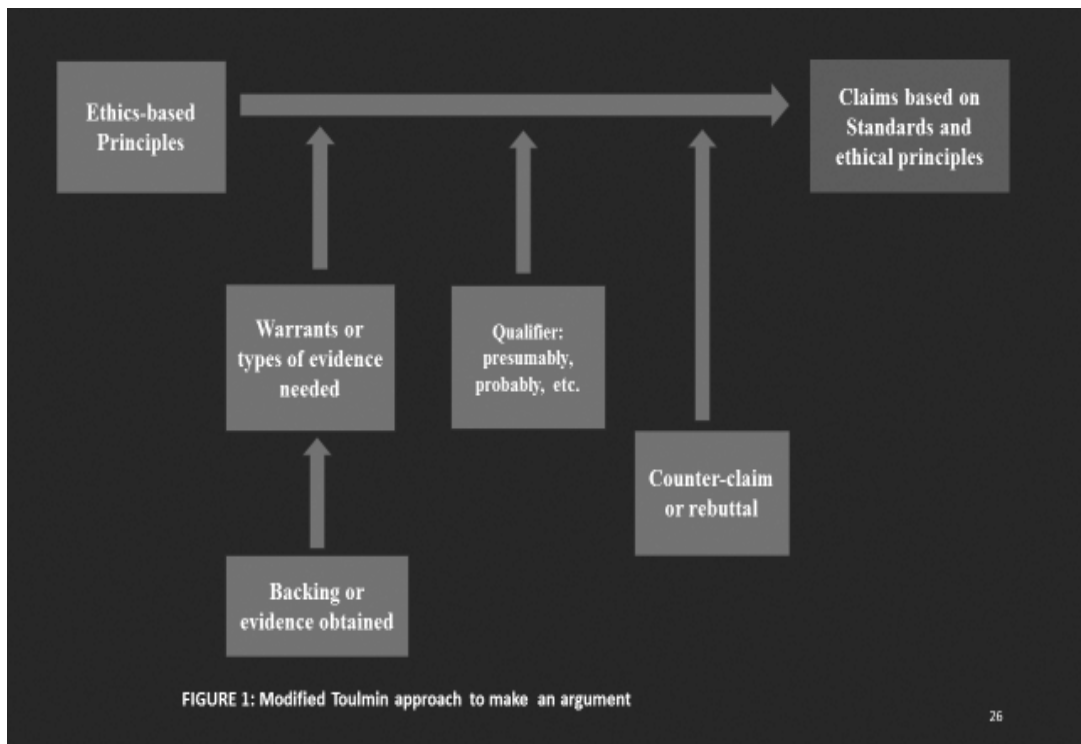 Ethics-based
Principles
Claims based on
Standards and
ethical principles
Warrants or
types of evidence
needed
Qualifier:
presumably,
probably, etc.
Counter-claim
or rebuttal
Backing or
evidence obtained
FIGURE 1: Modified Toulmin approach to make an argument
26